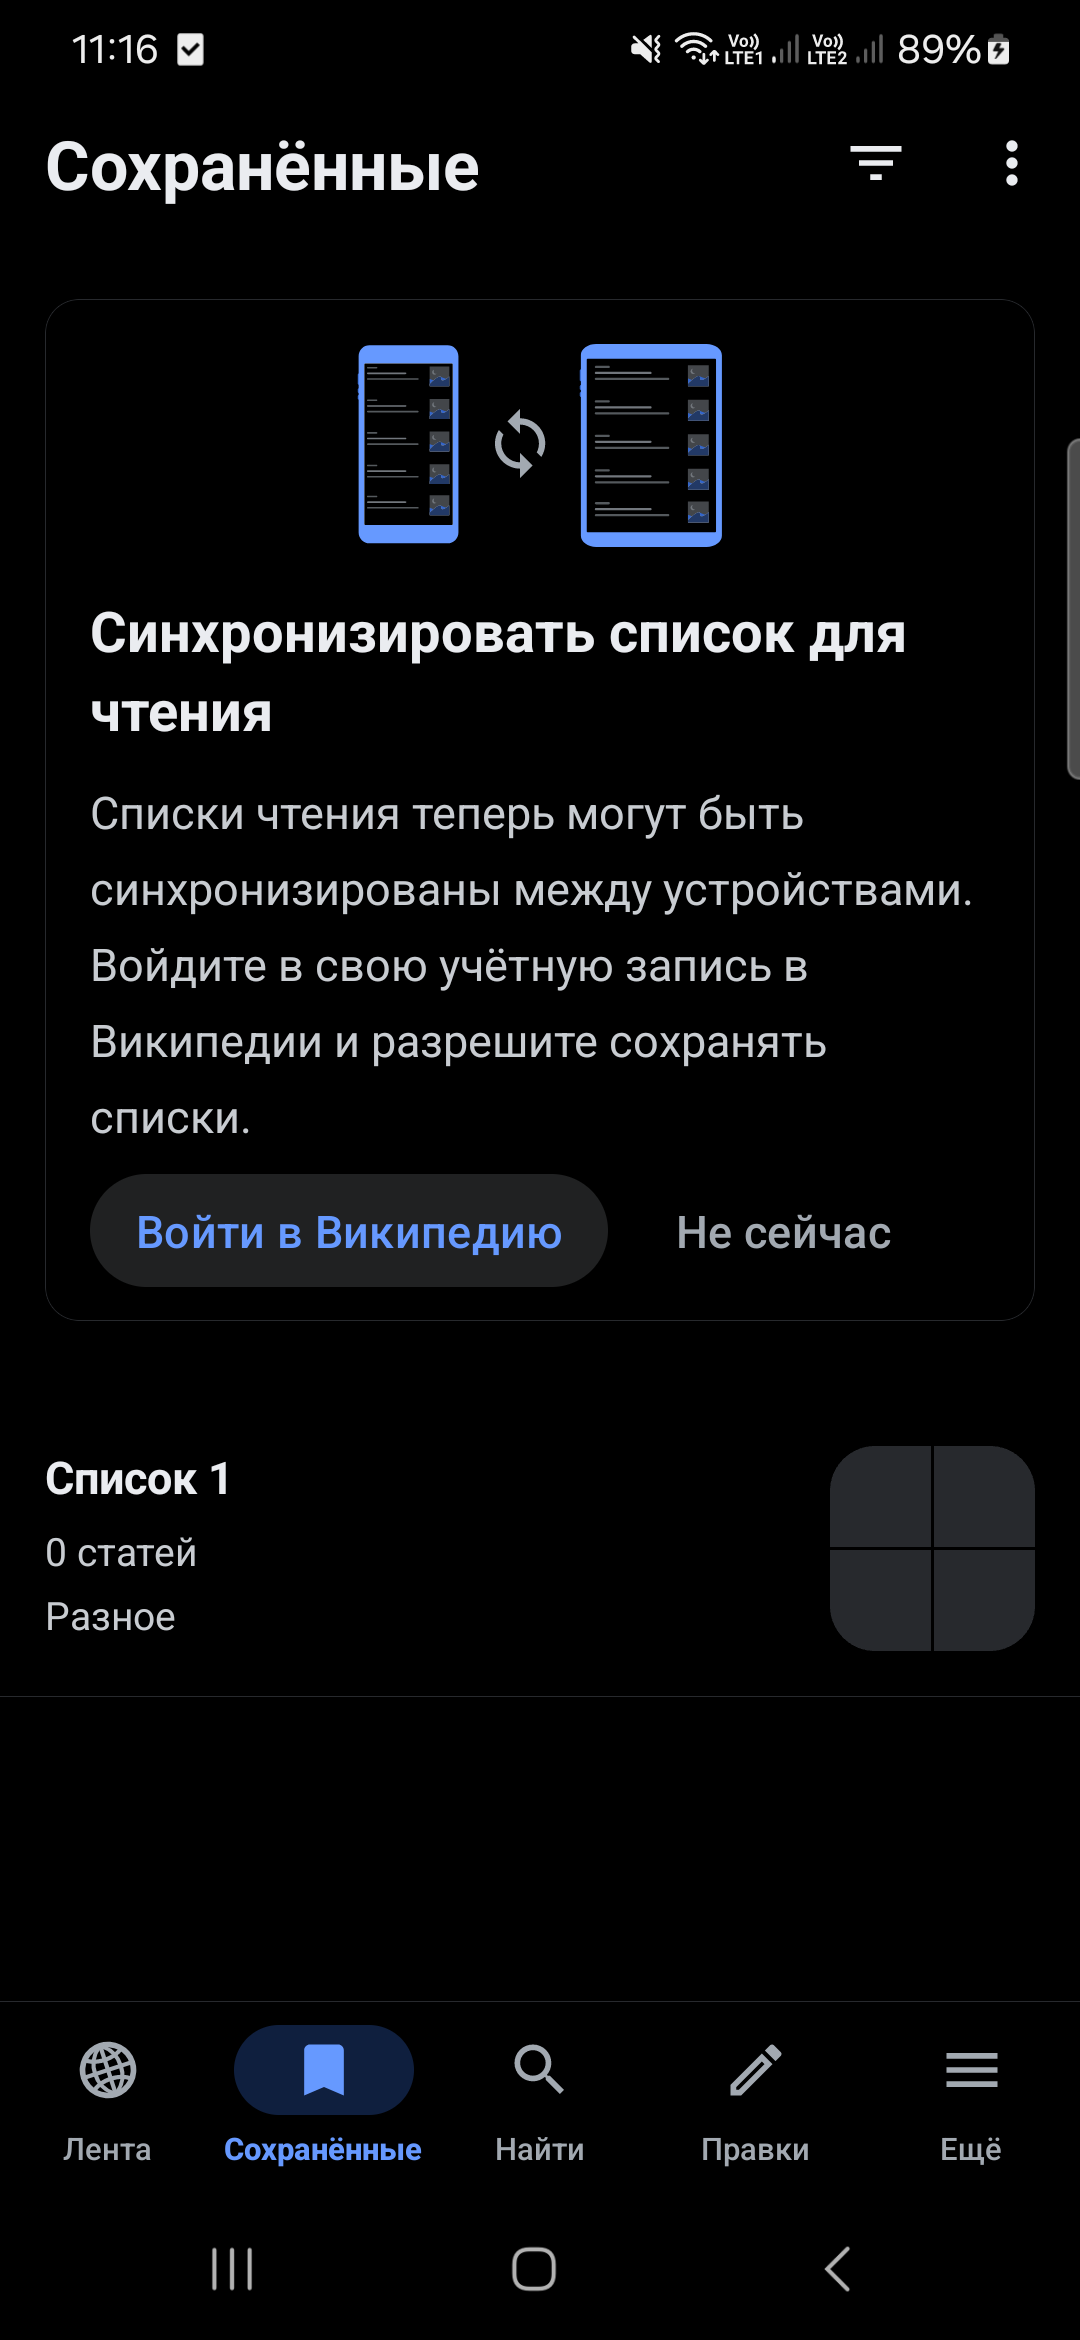 11:16
Vo)) LTE1 Vo)) LTE2 89%
Сохранённые
Синхронизировать список для
чтения
Списки чтения теперь могут быть
синхронизированы между устройствами.
Войдите в свою учётную запись в
Википедии и разрешите сохранять
списки.
Войти в Википедию Не сейчас
Список 1
0 статей
Разное
Лента Сохранённые Найти Правки Ещё